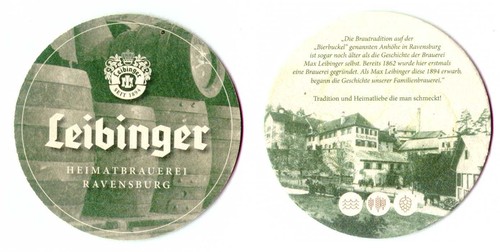 Leibinger
SEIT 1894
Leibinger
HEIMATBRAUEREI
RAVENSBURG
„Die Brautradition auf der
"Bierbuckel" genannten Anhöhe in Ravensburg
ist sogar noch älter als die Geschichte der Brauerei
Max Leibinger selbst. Bereits 1862 wurde hier erstmals
eine Brauerei gegründet. Als Max Leibinger diese 1894 erwarb,
begann die Geschichte unserer Familienbrauerei."
Tradition und Heimatliebe die man schmeckt!